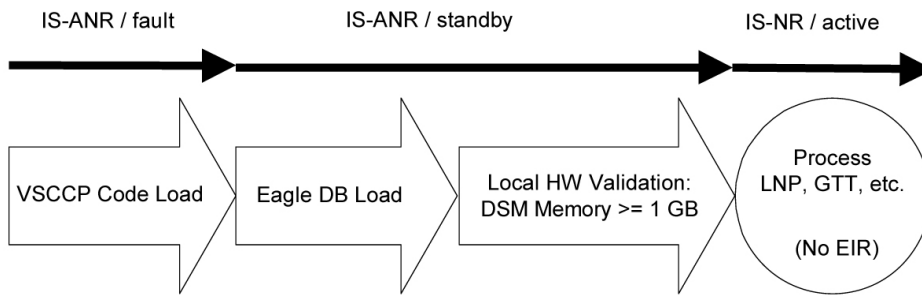 IS-ANR / fault
IS-ANR / standby
IS-NR / active
VSCCP Code Load
Eagle DB Load
Local HW Validation:
DSM Memory >= 1 GB
Process
LNP, GTT, etc.
(No EIR)